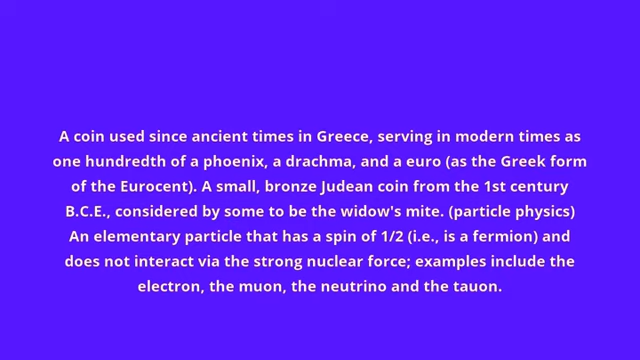 A coin used since ancient times in Greece, serving in modern times as
one hundredth of a phoenix, a drachma, and a euro (as the Greek form
of the Eurocent). A small, bronze Judean coin from the 1st century
B.C.E., considered by some to be the widow's mite. (particle physics)
An elementary particle that has a spin of 1/2 (i.e., is a fermion) and
does not interact via the strong nuclear force; examples include the
electron, the muon, the neutrino and the tauon.